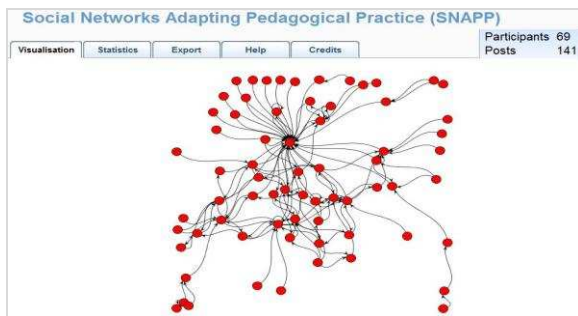 Social Networks Adapting Pedagogical Practice (SNAPP)
Participants 69
Posts 141
Visualisation Statistics Export Help Credits